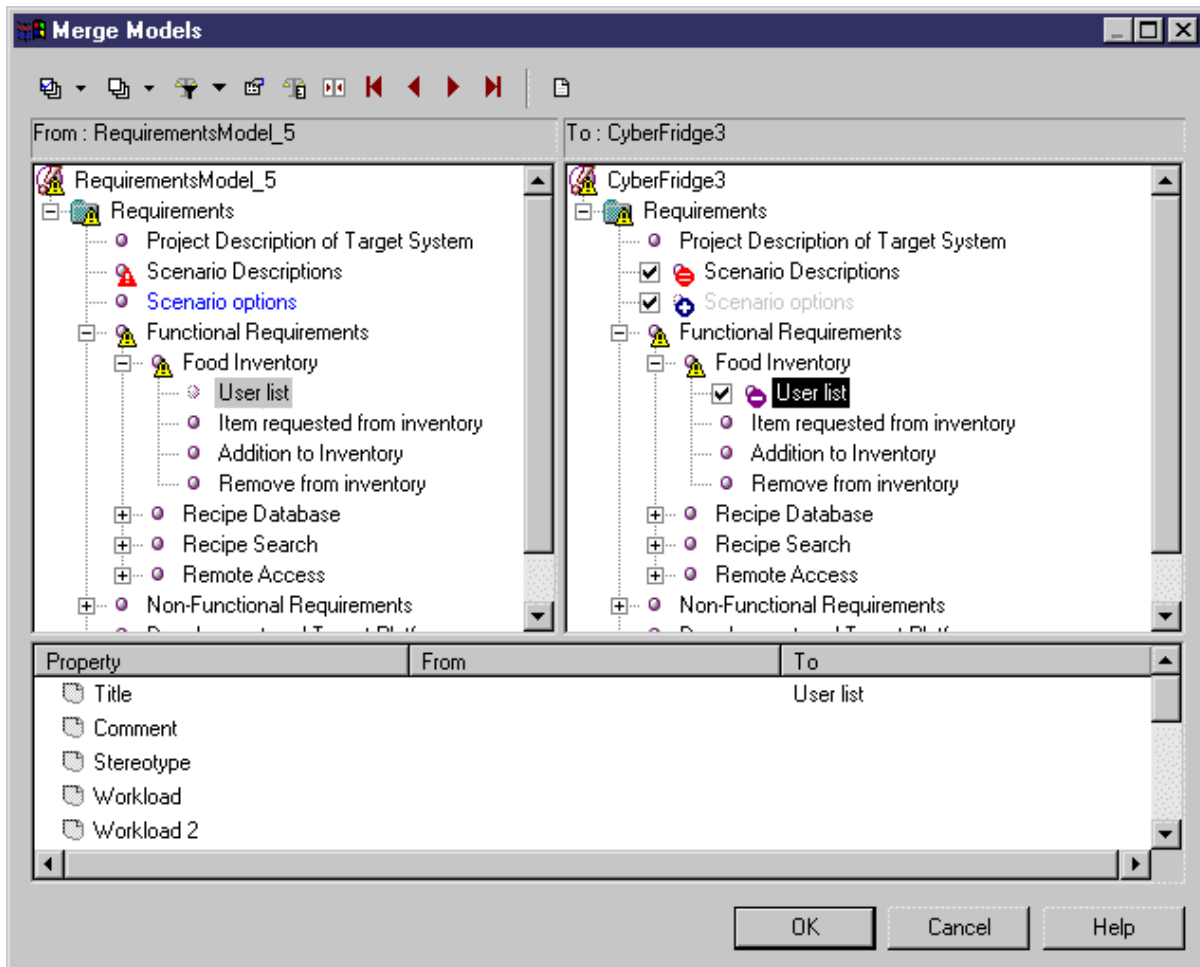 Merge Models
From : RequirementsModel_5
To : CyberFridge3
RequirementsModel_5
Requirements
Project Description of Target System
Scenario Descriptions
Scenario options
Functional Requirements
Food Inventory
User list
Item requested from inventory
Addition to Inventory
Remove from inventory
Recipe Database
Recipe Search
Remote Access
Non-Functional Requirements
CyberFridge3
Requirements
Project Description of Target System
Scenario Descriptions
Scenario options
Functional Requirements
Food Inventory
User list
Item requested from inventory
Addition to Inventory
Remove from inventory
Recipe Database
Recipe Search
Remote Access
Non-Functional Requirements
Property From To
Title User list
Comment
Stereotype
Workload
Workload 2
OK Cancel Help